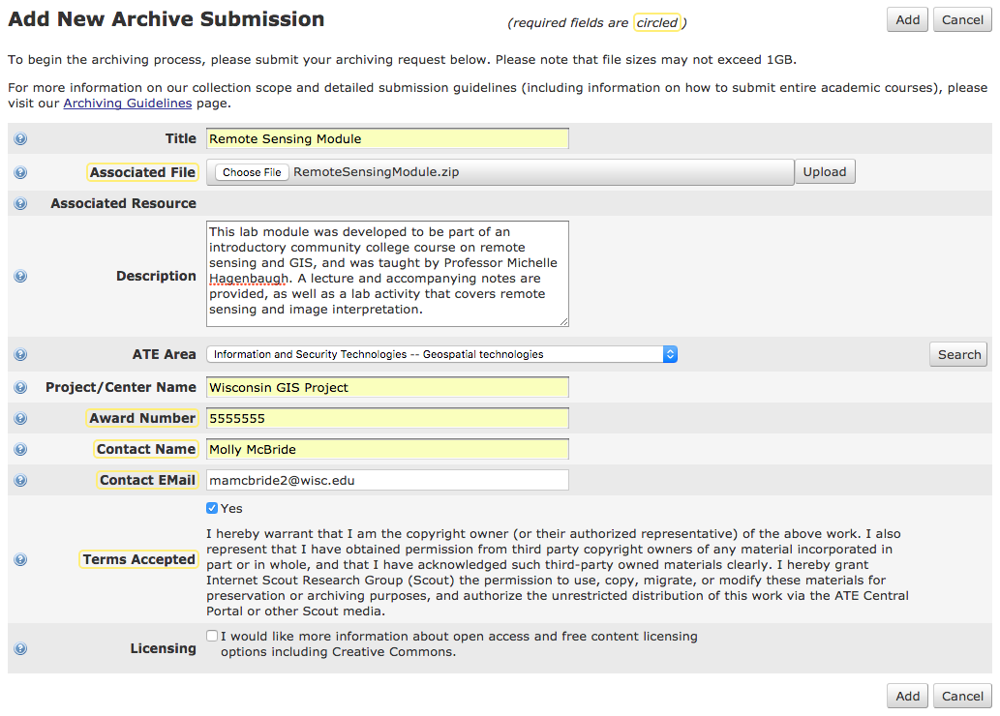 Add New Archive Submission
(required fields are circled)
Add
Cancel
To begin the archiving process, please submit your archiving request below. Please note that file sizes may not exceed 1GB.
For more information on our collection scope and detailed submission guidelines (including information on how to submit entire academic courses), please
visit our Archiving Guidelines page.
Title
Remote Sensing Module
Associated File
Choose File
RemoteSensingModule.zip
Upload
Associated Resource
Description
This lab module was developed to be part of an
introductory community college course on remote
sensing and GIS, and was taught by Professor Michelle
Hagenbaugh. A lecture and accompanying notes are
provided, as well as a lab activity that covers remote
sensing and image interpretation.
ATE Area
Information and Security Technologies -- Geospatial technologies
Search
Project/Center Name
Wisconsin GIS Project
Award Number
5555555
Contact Name
Molly McBride
Contact EMail
mamcbride2@wisc.edu
Terms Accepted
Yes
I hereby warrant that I am the copyright owner (or their authorized representative) of the above work. I also
represent that I have obtained permission from third party copyright owners of any material incorporated in
part or in whole, and that I have acknowledged such third-party owned materials clearly. I hereby grant
Internet Scout Research Group (Scout) the permission to use, copy, migrate, or modify these materials for
preservation or archiving purposes, and authorize the unrestricted distribution of this work via the ATE Central
Portal or other Scout media.
Licensing
I would like more information about open access and free content licensing
options including Creative Commons.
Add
Cancel